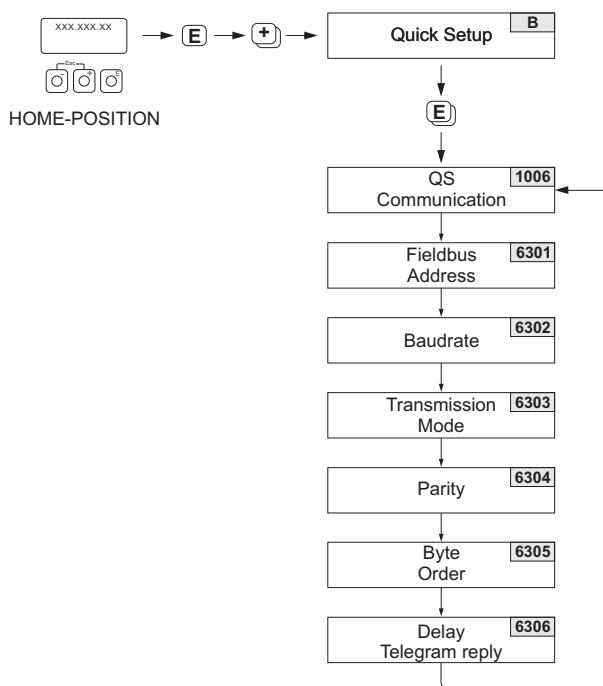 xxx.xxx.xx
Esc
- + E
HOME-POSITION
E
+
Quick Setup
B
E
QS
Communication
1006
Fieldbus
Address
6301
Baudrate
6302
Transmission
Mode
6303
Parity
6304
Byte
Order
6305
Delay
Telegram reply
6306